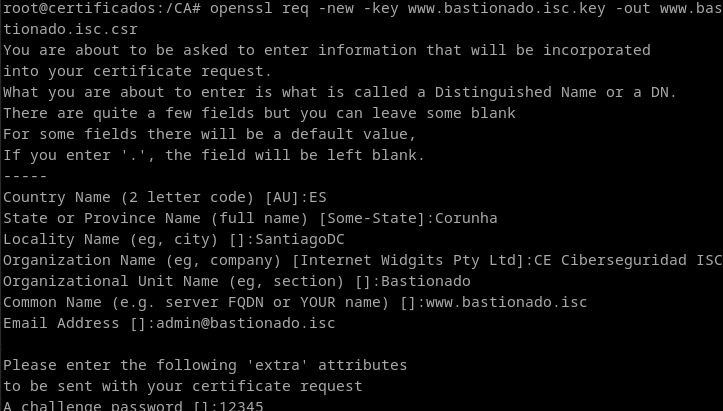 root@certificados:/CA# openssl req -new -key www.bastionado.isc.key -out www.bas
tionado.isc.csr
You are about to be asked to enter information that will be incorporated
into your certificate request.
What you are about to enter is what is called a Distinguished Name or a DN.
There are quite a few fields but you can leave some blank
For some fields there will be a default value,
If you enter '.', the field will be left blank.
-----
Country Name (2 letter code) [AU]:ES
State or Province Name (full name) [Some-State]:Corunha
Locality Name (eg, city) []:SantiagoDC
Organization Name (eg, company) [Internet Widgits Pty Ltd]:CE Ciberseguridad ISC
Organizational Unit Name (eg, section) []:Bastionado
Common Name (e.g. server FQDN or YOUR name) []:www.bastionado.isc
Email Address []:admin@bastionado.isc

Please enter the following 'extra' attributes
to be sent with your certificate request
A challenge password []:12345